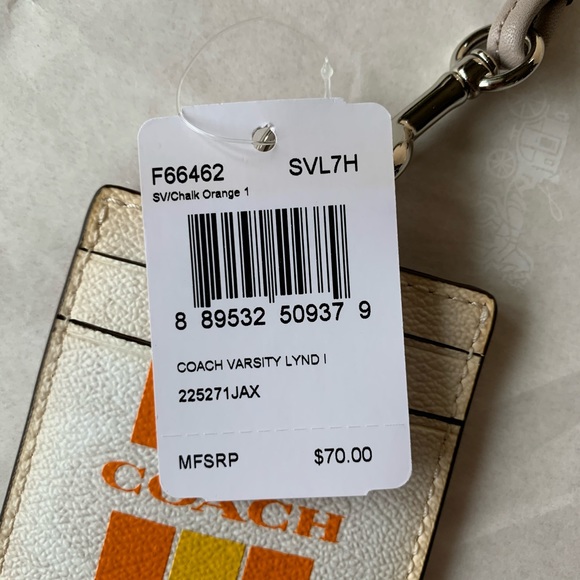 F66462 SVL7H
SV/Chalk Orange 1
8 89532 50937 9
COACH VARSITY LYND I
225271JAX
MFSRP $70.00
COACH